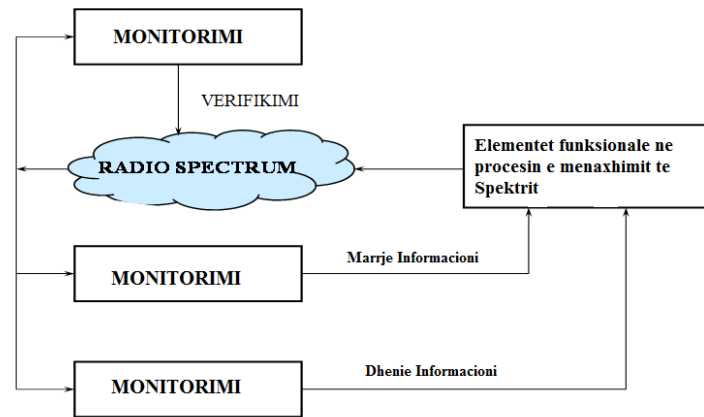 MONITORIMI
VERIFIKIMI
RADIO SPECTRUM
Elementet funksionale ne
procesin e menaxhimit te
Spektrit
Marrje Informacioni
MONITORIMI
Dhenie Informacioni
MONITORIMI